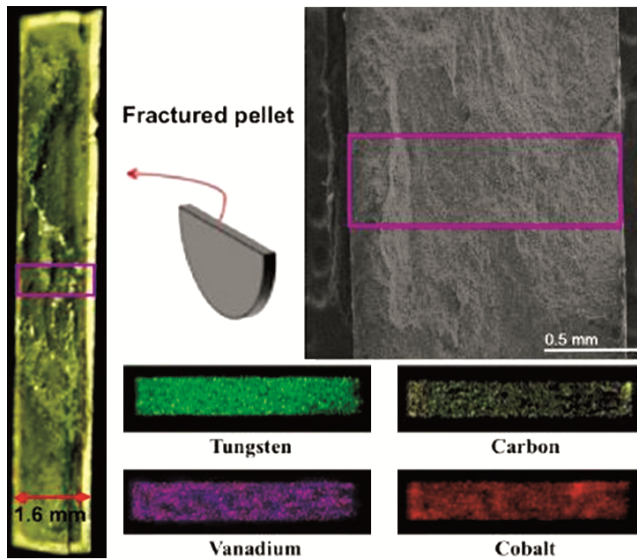 Fractured pellet
0.5 mm
Tungsten
Carbon
1.6 mm
Vanadium
Cobalt